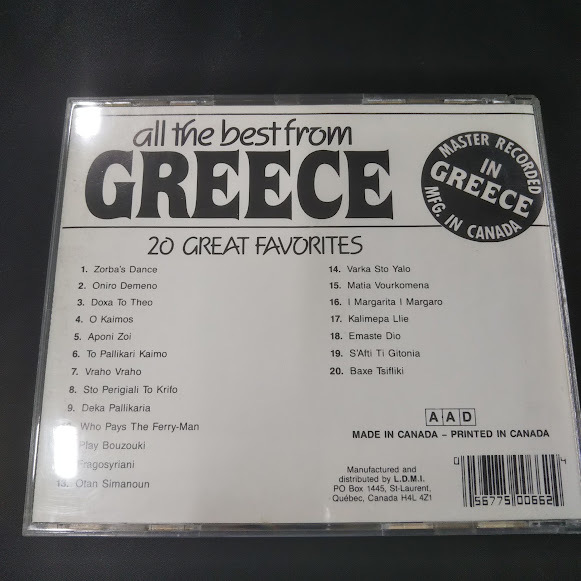 all the best from
GREECE
MASTER RECORDED
IN
GREECE
MFG. IN CANADA
20 GREAT FAVORITES
1. Zorba's Dance
2. Oniro Demeno
3. Doxa To Theo
4. O Kaimos
5. Aponi Zoi
6. To Pallikari Kaimo
7. Vraho Vraho
8. Sto Perigiali To Krifo
9. Deka Pallikaria
Who Pays The Ferry-Man
Play Bouzouki
Fragosyriani
13. Otan Simanoun
14. Varka Sto Yalo
15. Matia Vourkomena
16. I Margarita I Margaro
17. Kalimepa Llie
18. Emaste Dio
19. S'Afti Ti Gitonia
20. Baxe Tsifliki
AAD
MADE IN CANADA – PRINTED IN CANADA
Manufactured and
distributed by L.D.M.I.
PO Box 1445, St-Laurent,
Québec, Canada H4L 4Z1
0 56775 00662 4